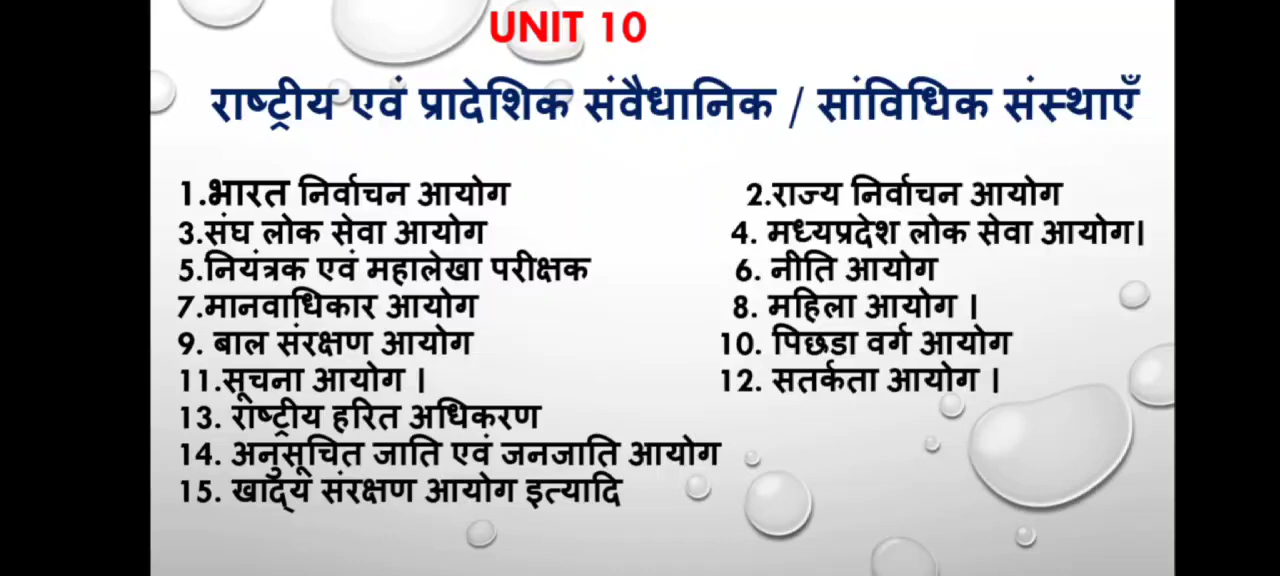 UNIT 10
राष्ट्रीय एवं प्रादेशिक संवैधानिक / सांविधिक संस्थाएँ
1.भारत निर्वाचन आयोग 2.राज्य निर्वाचन आयोग
3.संघ लोक सेवा आयोग 4. मध्यप्रदेश लोक सेवा आयोग।
5.नियंत्रक एवं महालेखा परीक्षक 6. नीति आयोग
7.मानवाधिकार आयोग 8. महिला आयोग ।
9. बाल संरक्षण आयोग 10. पिछडा वर्ग आयोग
11.सूचना आयोग । 12. सतर्कता आयोग ।
13. राष्ट्रीय हरित अधिकरण
14. अनुसूचित जाति एवं जनजाति आयोग
15. खाद्य संरक्षण आयोग इत्यादि